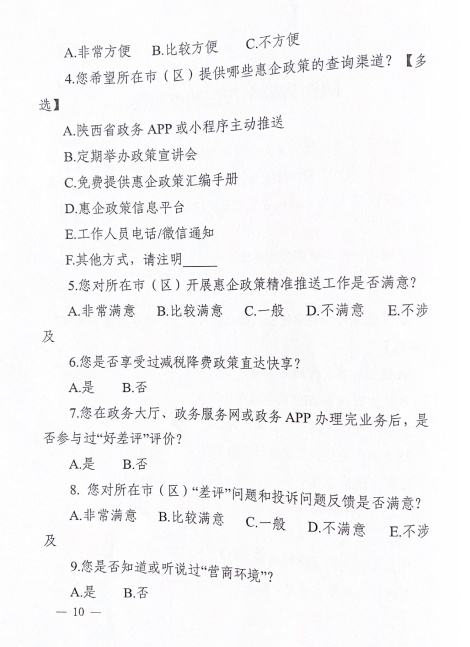 A.非常方便 B.比较方便 C.不方便
4.您希望所在市（区）提供哪些惠企政策的查询渠道？【多
选】
A.陕西省政务 APP 或小程序主动推送
B.定期举办政策宣讲会
C.免费提供惠企政策汇编手册
D.惠企政策信息平台
E.工作人员电话/微信通知
F.其他方式，请注明_____
5.您对所在市（区）开展惠企政策精准推送工作是否满意？
A.非常满意 B.比较满意 C.一般 D.不满意 E.不涉
及
6.您是否享受过减税降费政策直达快享？
A.是 B.否
7.您在政务大厅、政务服务网或政务 APP 办理完业务后，是
否参与过“好差评”评价？
A.是 B.否
8. 您对所在市（区）“差评”问题和投诉问题反馈是否满意？
A.非常满意 B.比较满意 C.一般 D.不满意 E.不涉
及
9.您是否知道或听说过“营商环境”？
A.是 B.否
— 10 —